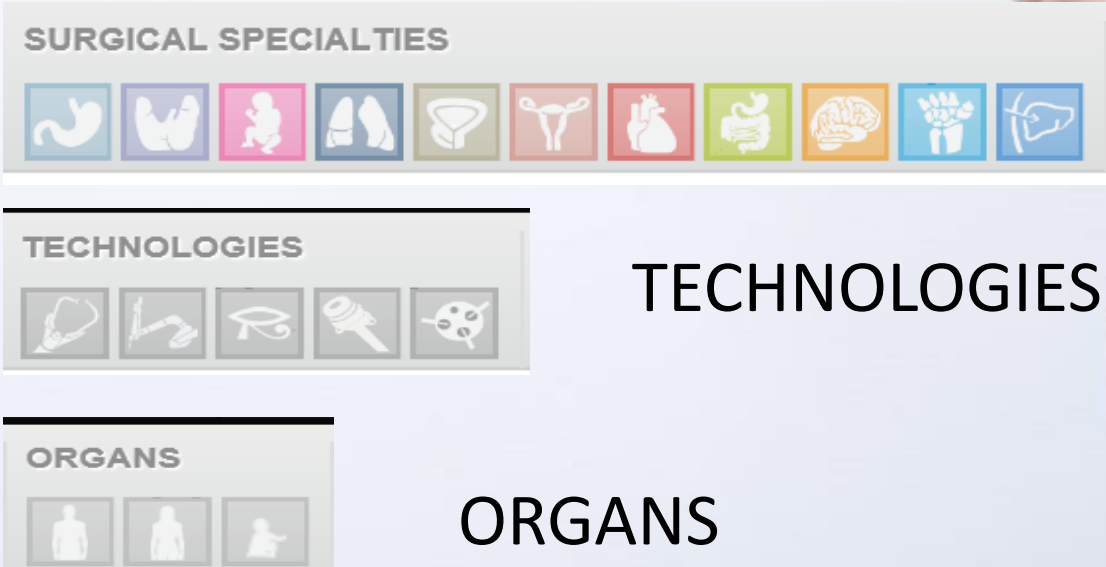 SURGICAL SPECIALTIES
TECHNOLOGIES
TECHNOLOGIES
ORGANS
ORGANS